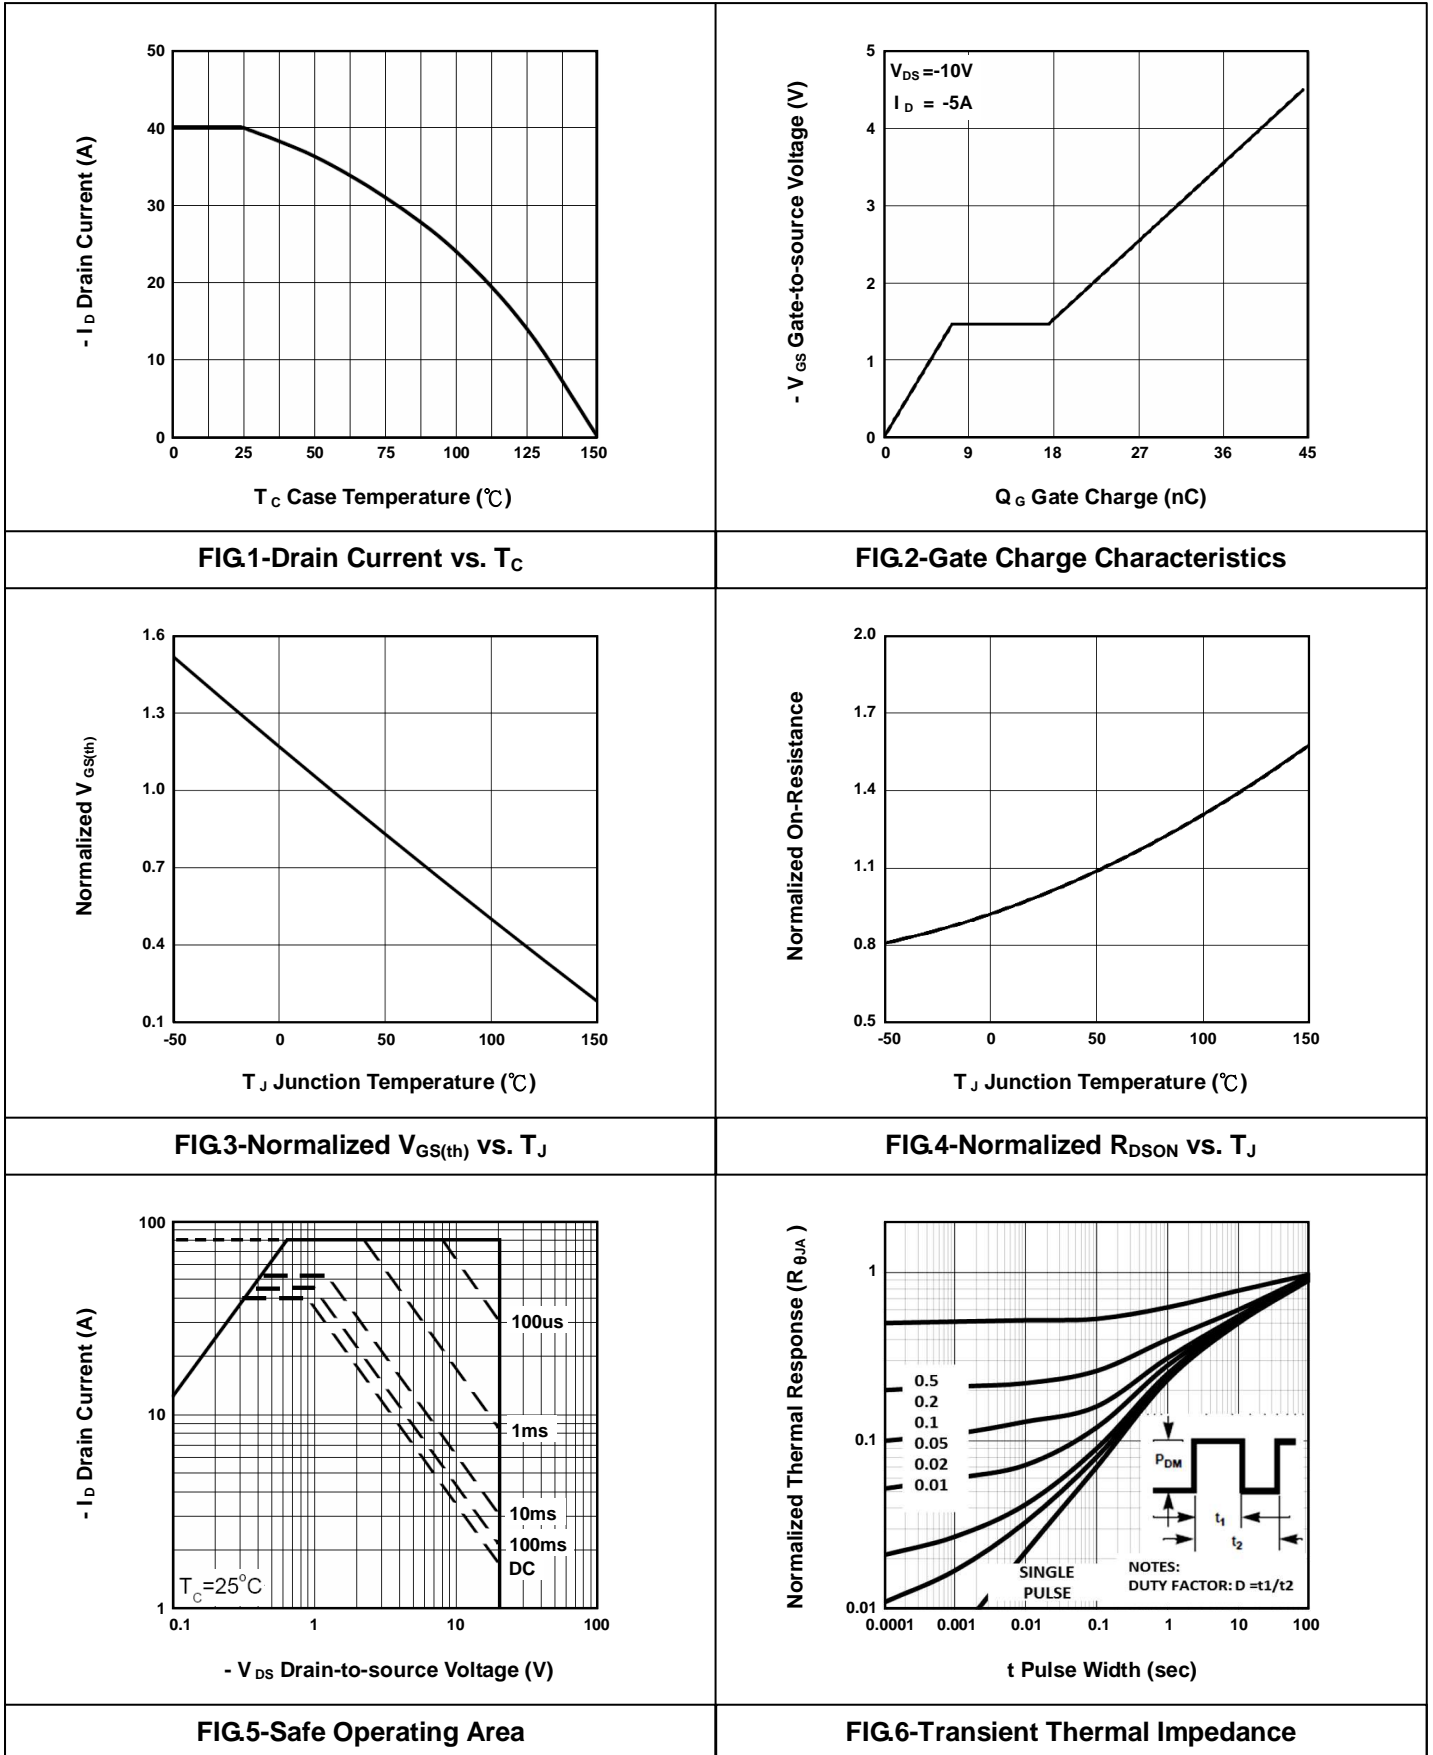 50
40
30
20
10
0
0 25 50 75 100 125 150
- I D Drain Current (A)
T C Case Temperature (℃)
FIG.1-Drain Current vs. TC
5
4
3
2
1
0
0 9 18 27 36 45
VDS =-10V
I D = -5A
- V GS Gate-to-source Voltage (V)
Q G Gate Charge (nC)
FIG.2-Gate Charge Characteristics
1.6
1.3
1.0
0.7
0.4
0.1
-50 0 50 100 150
Normalized V GS(th)
T J Junction Temperature (℃)
FIG.3-Normalized VGS(th) vs. TJ
2.0
1.7
1.4
1.1
0.8
0.5
-50 0 50 100 150
Normalized On-Resistance
T J Junction Temperature (℃)
FIG.4-Normalized RDSON vs. TJ
100
10
1
0.1 1 10 100
- I D Drain Current (A)
100us
1ms
10ms
100ms
DC
TC=25°C
- V DS Drain-to-source Voltage (V)
FIG.5-Safe Operating Area
1
0.1
0.01
0.0001 0.001 0.01 0.1 1 10 100
Normalized Thermal Response (R θJA )
0.5
0.2
0.1
0.05
0.02
0.01
PDM
t1
t2
SINGLE
PULSE
NOTES:
DUTY FACTOR: D =t1/t2
t Pulse Width (sec)
FIG.6-Transient Thermal Impedance